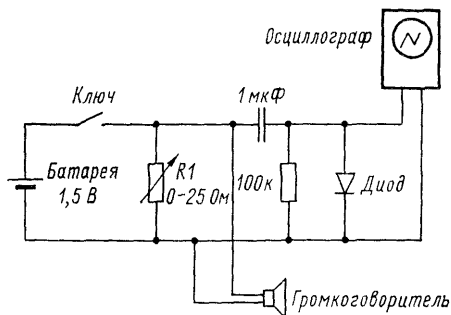 Осциллограф
Ключ
1 мкФ
Батарея
1,5 В
R1
0-25 Ом
100к
Диод
Громкоговоритель